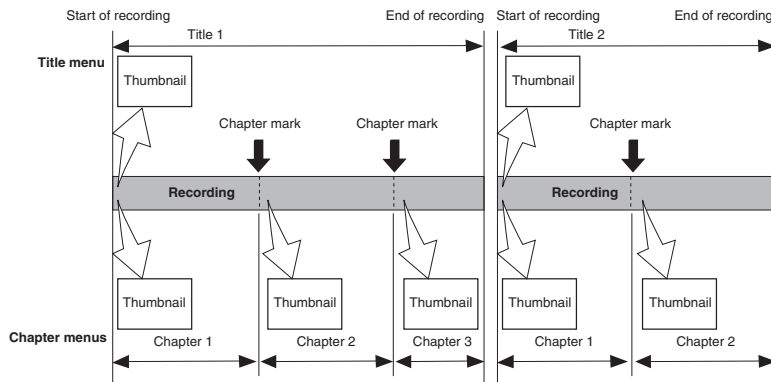 Start of recording
End of recording
Start of recording
End of recording
Title 1
Title 2
Title menu
Thumbnail
Thumbnail
Chapter mark
Chapter mark
Chapter mark
Recording
Recording
Thumbnail
Thumbnail
Thumbnail
Thumbnail
Thumbnail
Chapter menus
Chapter 1
Chapter 2
Chapter 3
Chapter 1
Chapter 2